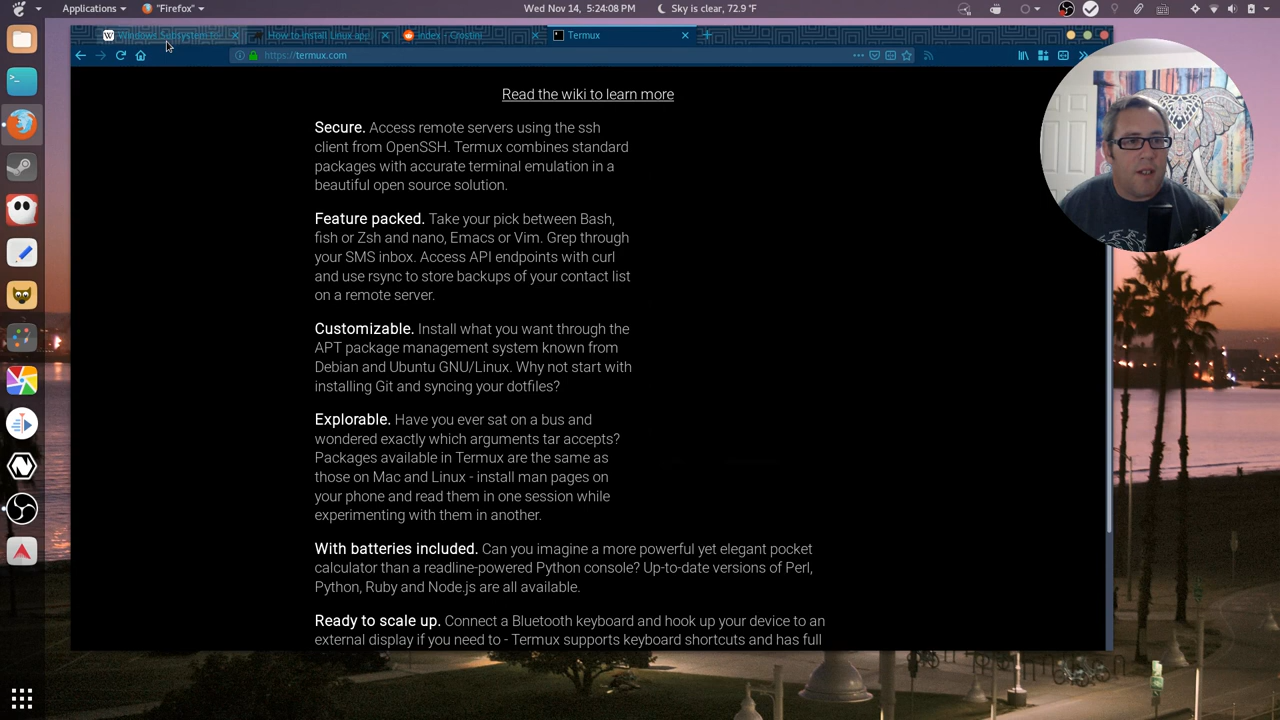 Applications
"Firefox"
Wed Nov 14, 5:24:08 PM
Sky is clear, 72.9 °F
Windows Subsystem fo
How to install Linux app
Index - Crostini
Termux
https://termux.com
Read the wiki to learn more
Secure. Access remote servers using the ssh
client from OpenSSH. Termux combines standard
packages with accurate terminal emulation in a
beautiful open source solution.
Feature packed. Take your pick between Bash,
fish or Zsh and nano, Emacs or Vim. Grep through
your SMS inbox. Access API endpoints with curl
and use rsync to store backups of your contact list
on a remote server.
Customizable. Install what you want through the
APT package management system known from
Debian and Ubuntu GNU/Linux. Why not start with
installing Git and syncing your dotfiles?
Explorable. Have you ever sat on a bus and
wondered exactly which arguments tar accepts?
Packages available in Termux are the same as
those on Mac and Linux - install man pages on
your phone and read them in one session while
experimenting with them in another.
With batteries included. Can you imagine a more powerful yet elegant pocket
calculator than a readline-powered Python console? Up-to-date versions of Perl,
Python, Ruby and Node.js are all available.
Ready to scale up. Connect a Bluetooth keyboard and hook up your device to an
external display if you need to - Termux supports keyboard shortcuts and has full